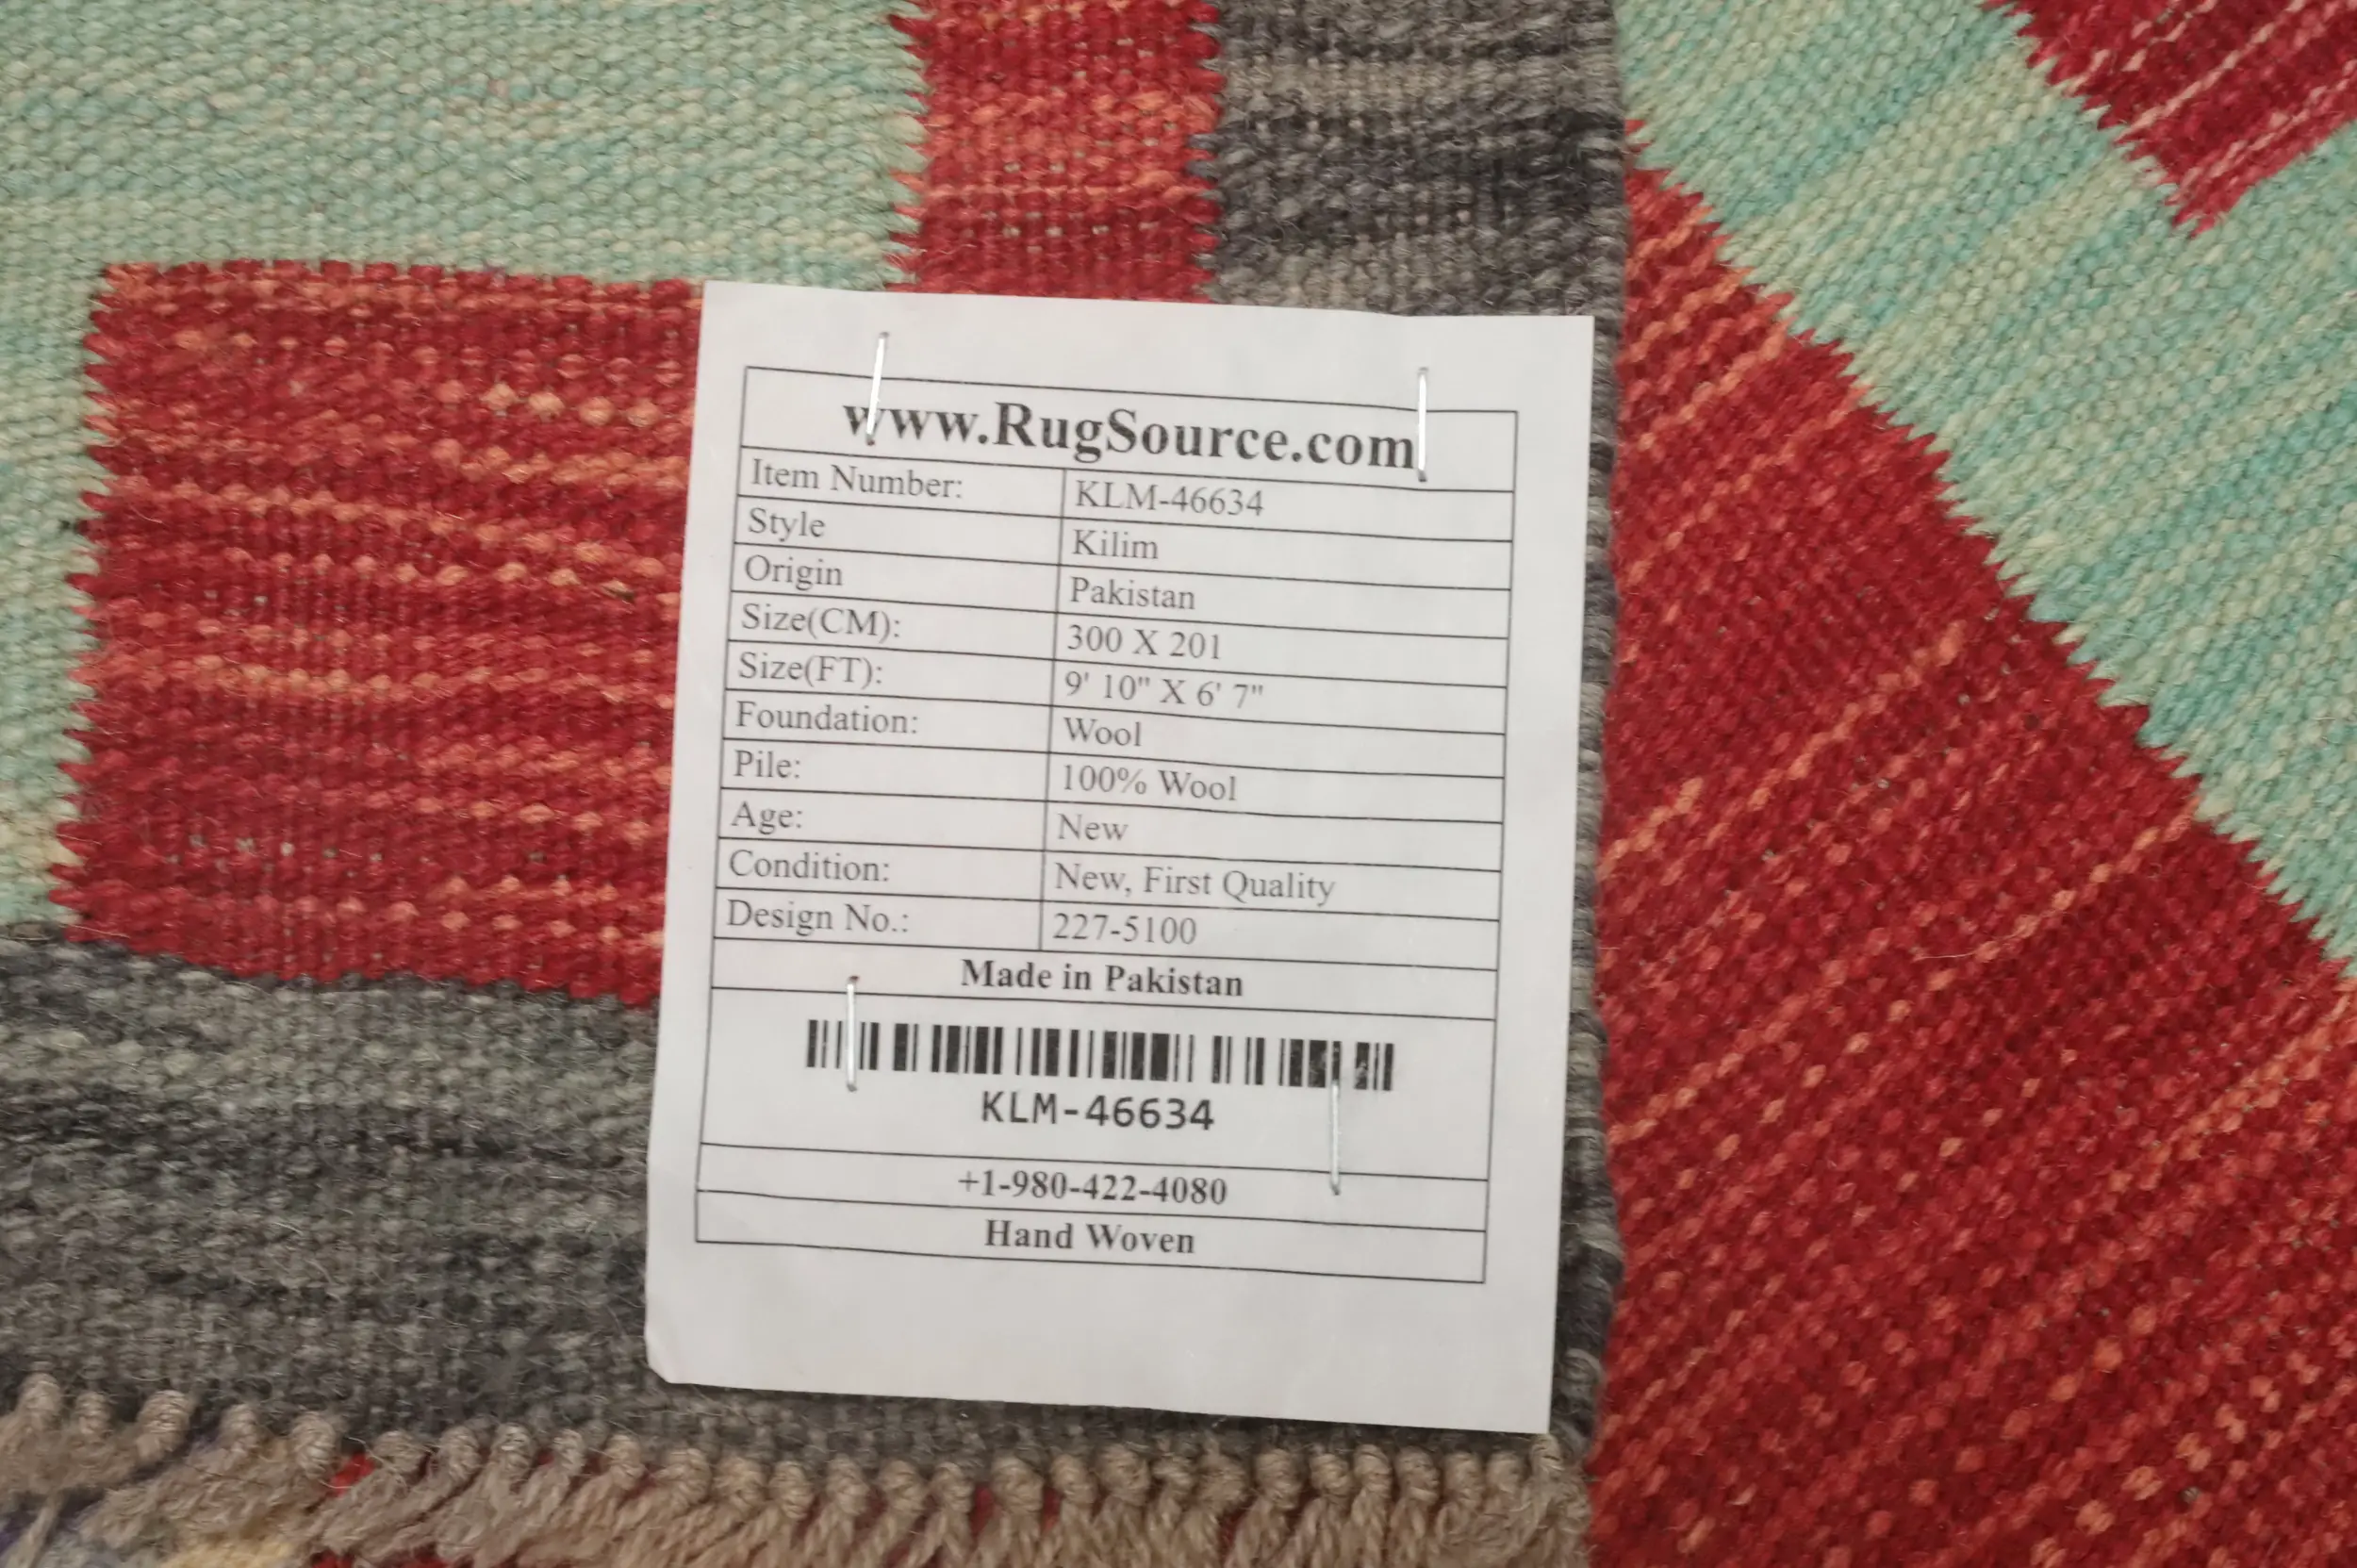 www.RugSource.com
Item Number: KLM-46634
Style Kilim
Origin Pakistan
Size(CM): 300 X 201
Size(FT): 9' 10" X 6' 7"
Foundation: Wool
Pile: 100% Wool
Age: New
Condition: New, First Quality
Design No.: 227-5100
Made in Pakistan
KLM-46634
+1-980-422-4080
Hand Woven